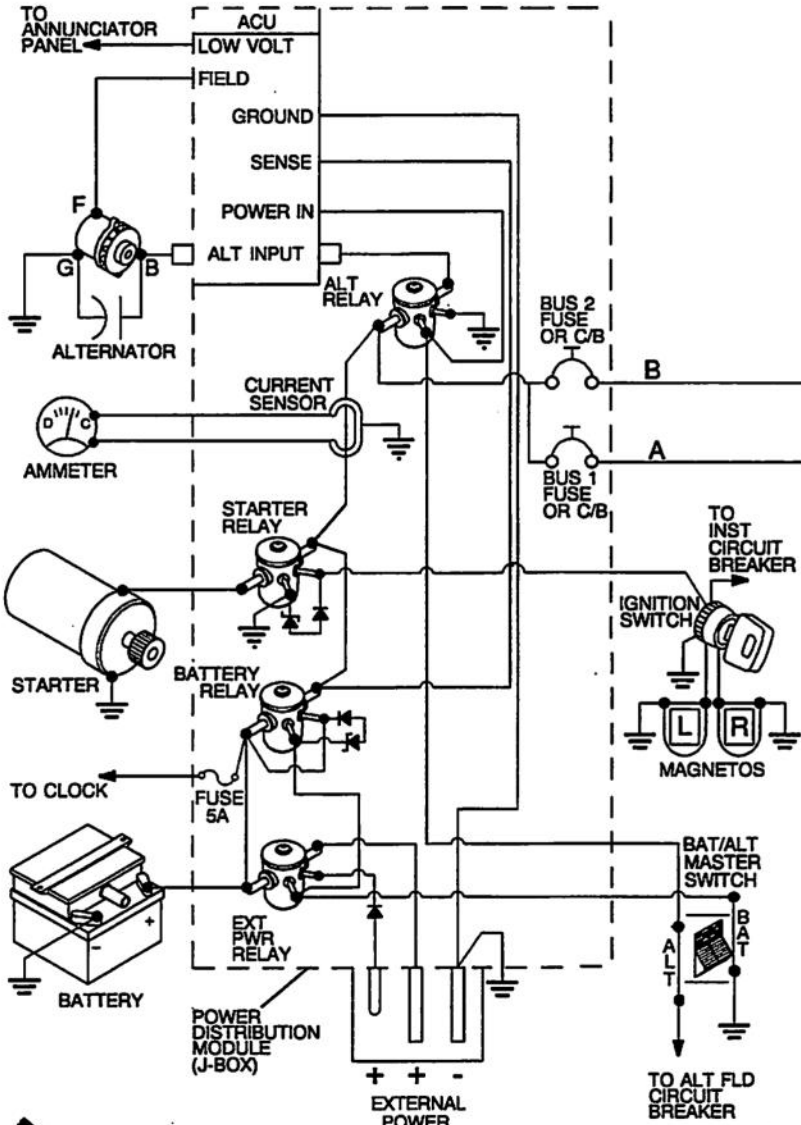 TO
ANNUNCIATOR
PANEL
ACU
LOW VOLT
FIELD
GROUND
SENSE
POWER IN
ALT INPUT
F
G
B
ALTERNATOR
ALT
RELAY
BUS 2
FUSE
OR C/B
B
CURRENT
SENSOR
D
C
AMMETER
A
BUS 1
FUSE
OR C/B
STARTER
RELAY
TO
INST
CIRCUIT
BREAKER
IGNITION
SWITCH
STARTER
BATTERY
RELAY
L
R
MAGNETOS
TO CLOCK
FUSE
5A
BAT/ALT
MASTER
SWITCH
EXT
PWR
RELAY
ALT
BAT
-
+
BATTERY
POWER
DISTRIBUTION
MODULE
(J-BOX)
+ + -
EXTERNAL
POWER
TO ALT FLD
CIRCUIT
BREAKER